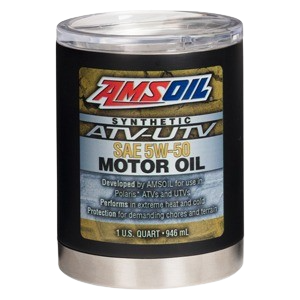 AMSOIL
SYNTHETIC
ATV-UTV
SAE 5W-50
MOTOR OIL
Developed by AMSOIL for use in
Polaris® ATVs and UTVs
Performs in extreme heat and cold
Protection for demanding chores and terrain
1 U.S. QUART • 946 mL